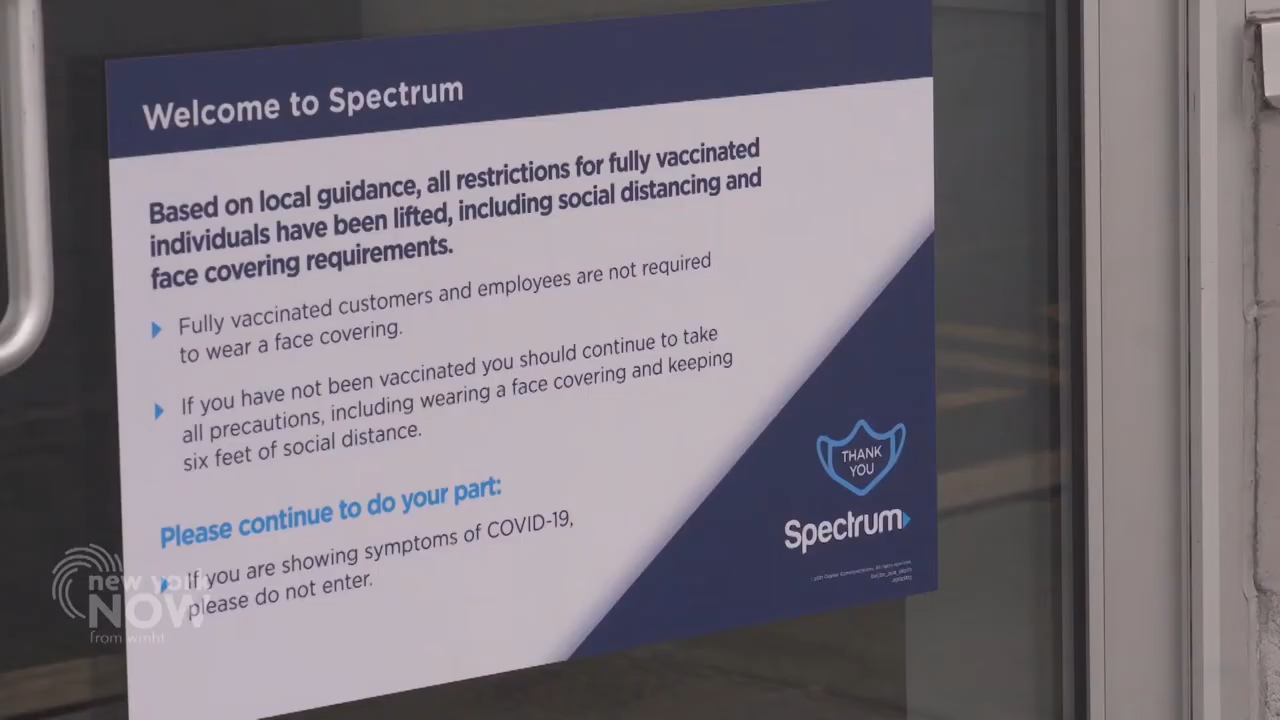 Welcome to Spectrum
Based on local guidance, all restrictions for fully vaccinated
individuals have been lifted, including social distancing and
face covering requirements.
Fully vaccinated customers and employees are not required
to wear a face covering.
If you have not been vaccinated you should continue to take
all precautions, including wearing a face covering and keeping
six feet of social distance.
Please continue to do your part:
If you are showing symptoms of COVID-19,
please do not enter.
THANK
YOU
Spectrum
new york
NOW
from wmht